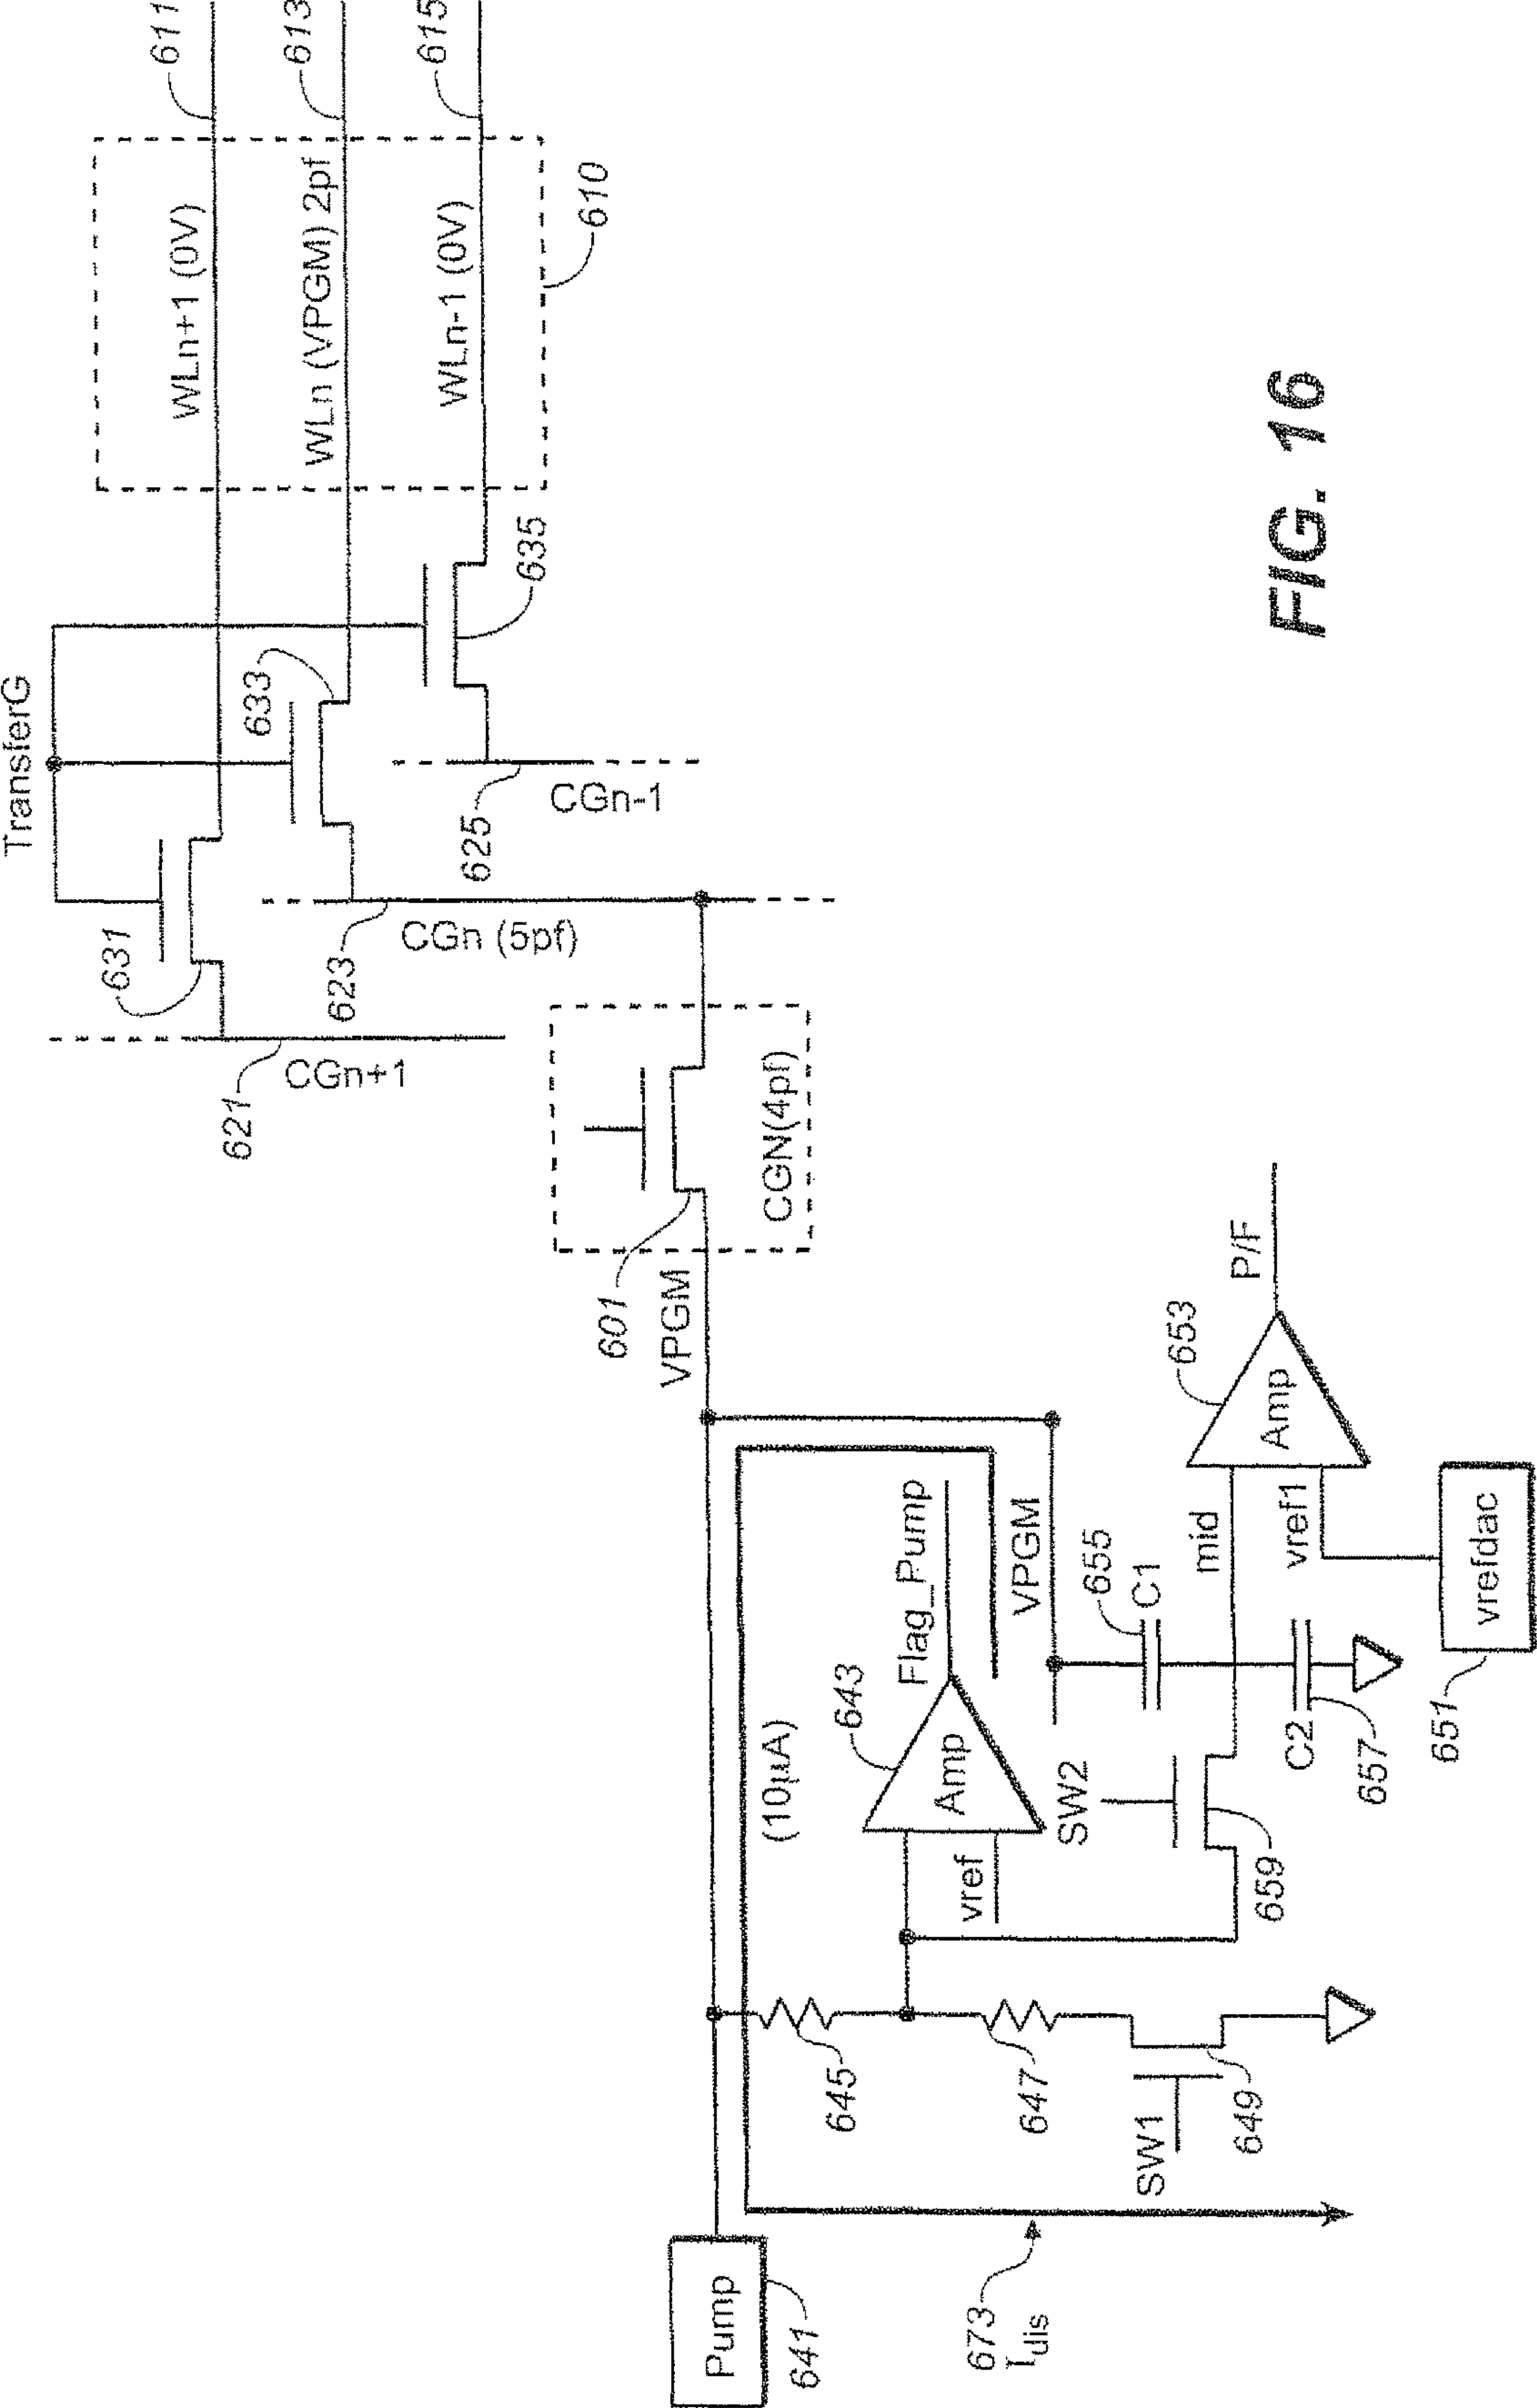 TransferG
WLn+1 (0V)
611
WLn (VPGM) 2pf
613
WLn-1 (0V)
615
610
631
633
635
621
CGn+1
623
CGn (5pf)
625
CGn-1
601
CGN(4pf)
VPGM
Pump
641
(10µA)
673
Idis
645
647
SW1
649
643
Amp
vref
Flag_Pump
VPGM
SW2
659
655
C1
C2
657
mid
vref1
653
Amp
P/F
vrefdac
651
FIG. 16